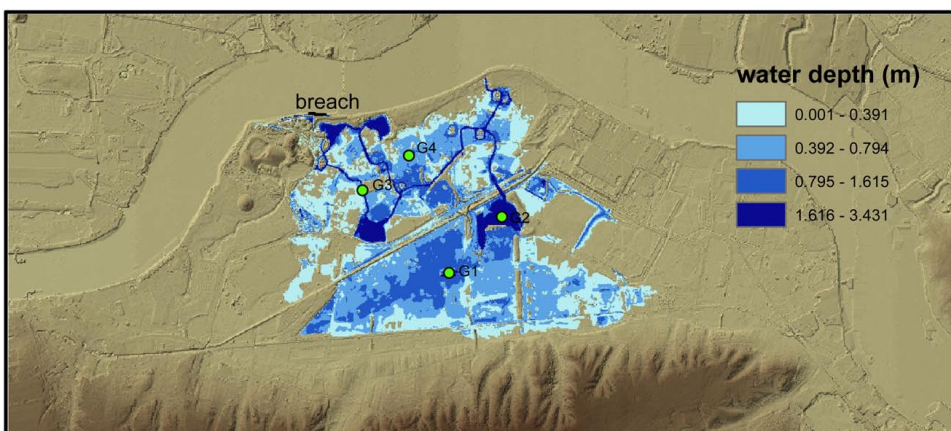 water depth (m)
0.001 - 0.391
0.392 - 0.794
0.795 - 1.615
1.616 - 3.431
breach
G4
G3
G2
G1